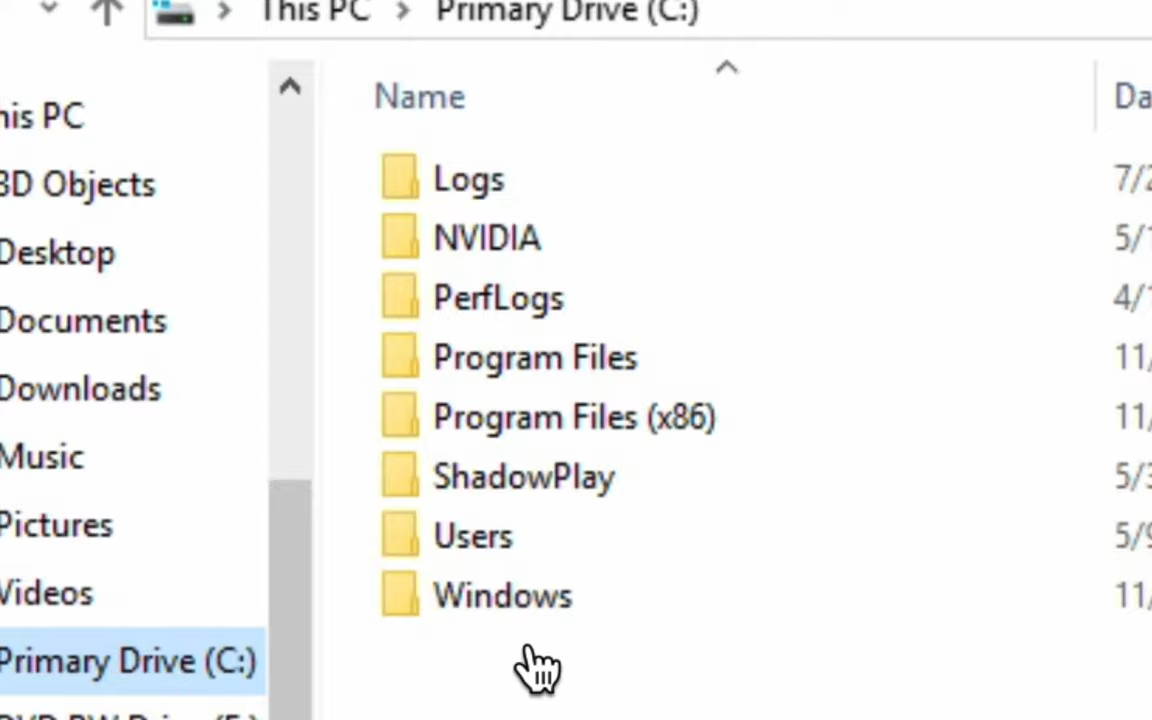 This PC > Primary Drive (C:)
Name
Da
his PC
3D Objects
Desktop
Documents
Downloads
Music
Pictures
Videos
Primary Drive (C:)
Logs
7/2
NVIDIA
5/1
PerfLogs
4/1
Program Files
11/
Program Files (x86)
11/
ShadowPlay
5/3
Users
5/9
Windows
11/